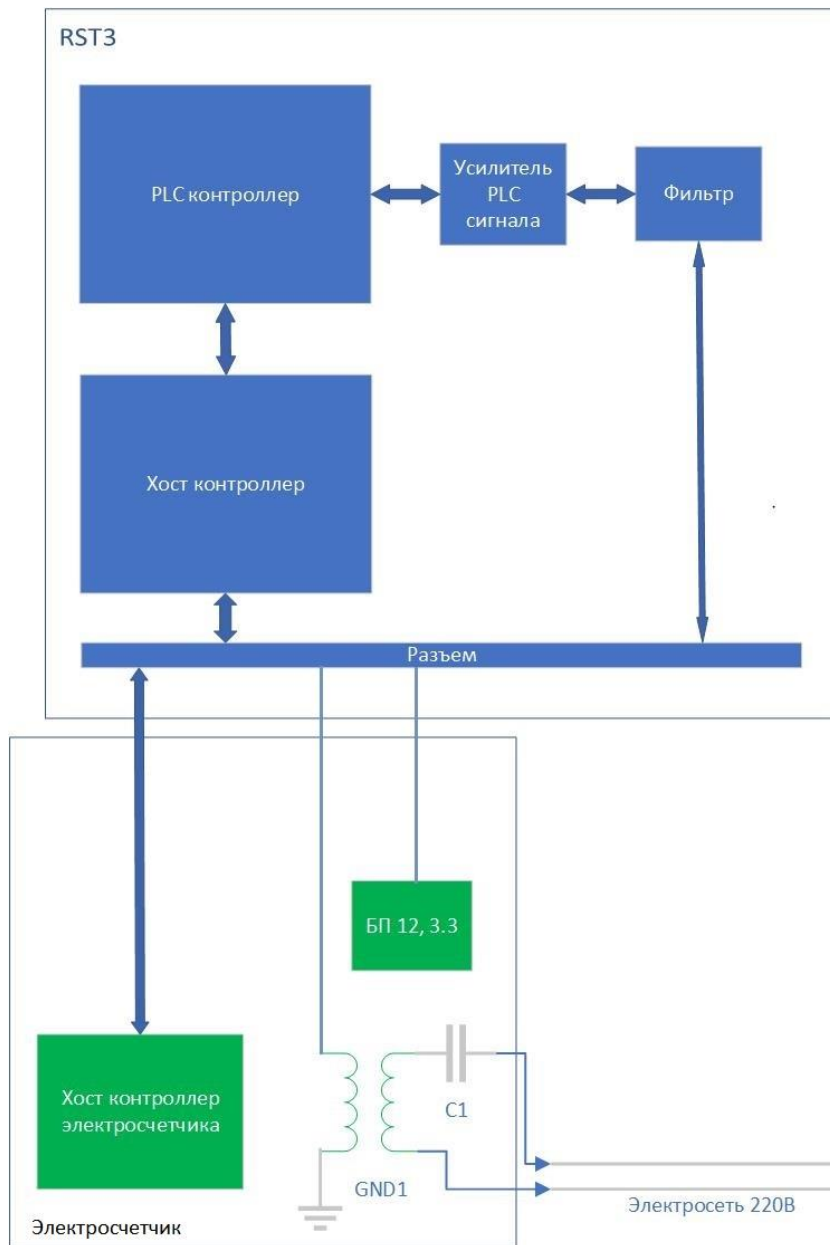 RST3
PLC контроллер
Усилитель
PLC
сигнала
Фильтр
Хост контроллер
Разъем
БП 12, 3.3
Хост контроллер
электросчетчика
C1
GND1
Электросеть 220В
Электросчетчик